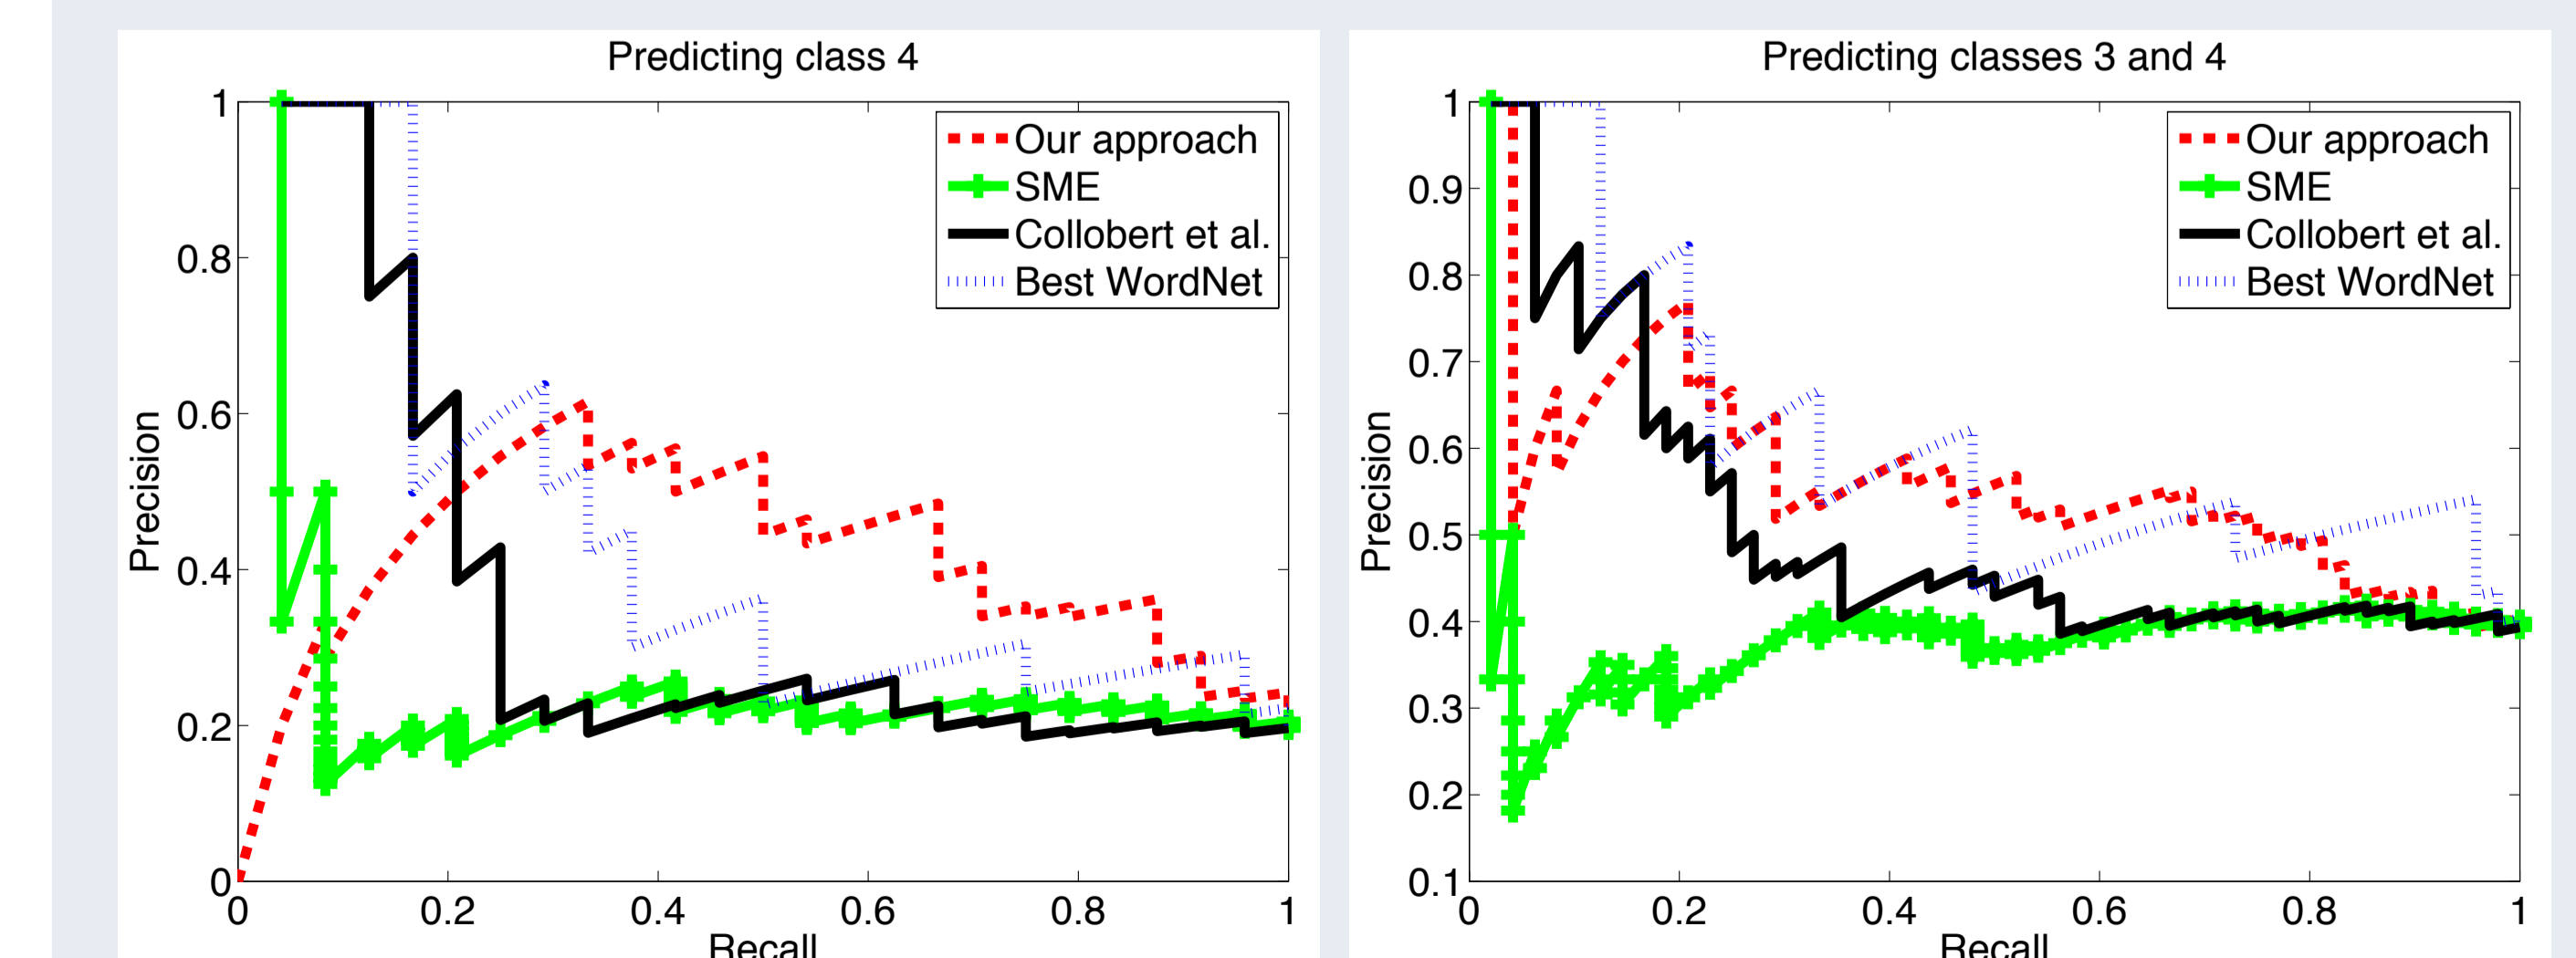 Predicting class 4
1
0.8
0.6
0.4
0.2
0
Precision
Our approach
SME
Collobert et al.
Best WordNet
0 0.2 0.4 0.6 0.8 1
Recall
Predicting classes 3 and 4
1
0.9
0.8
0.7
0.6
0.5
0.4
0.3
0.2
0.1
Precision
Our approach
SME
Collobert et al.
Best WordNet
0 0.2 0.4 0.6 0.8 1
Recall